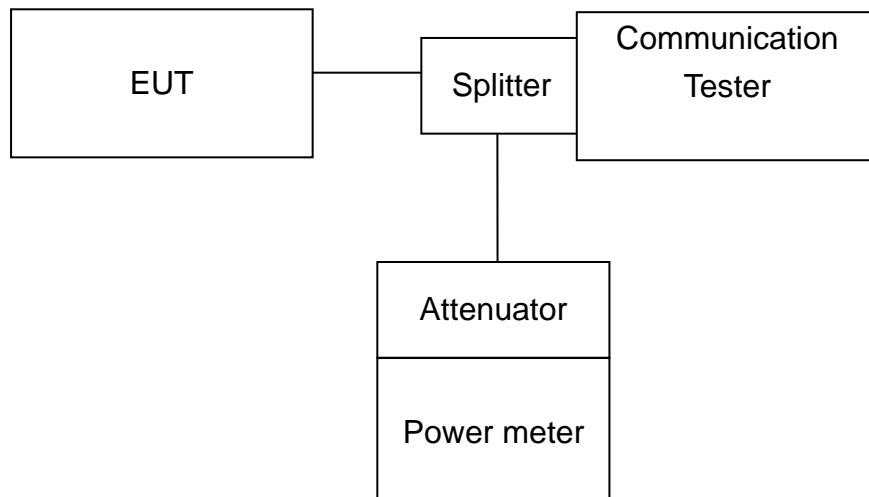 EUT
Splitter
Communication
Tester
Attenuator
Power meter